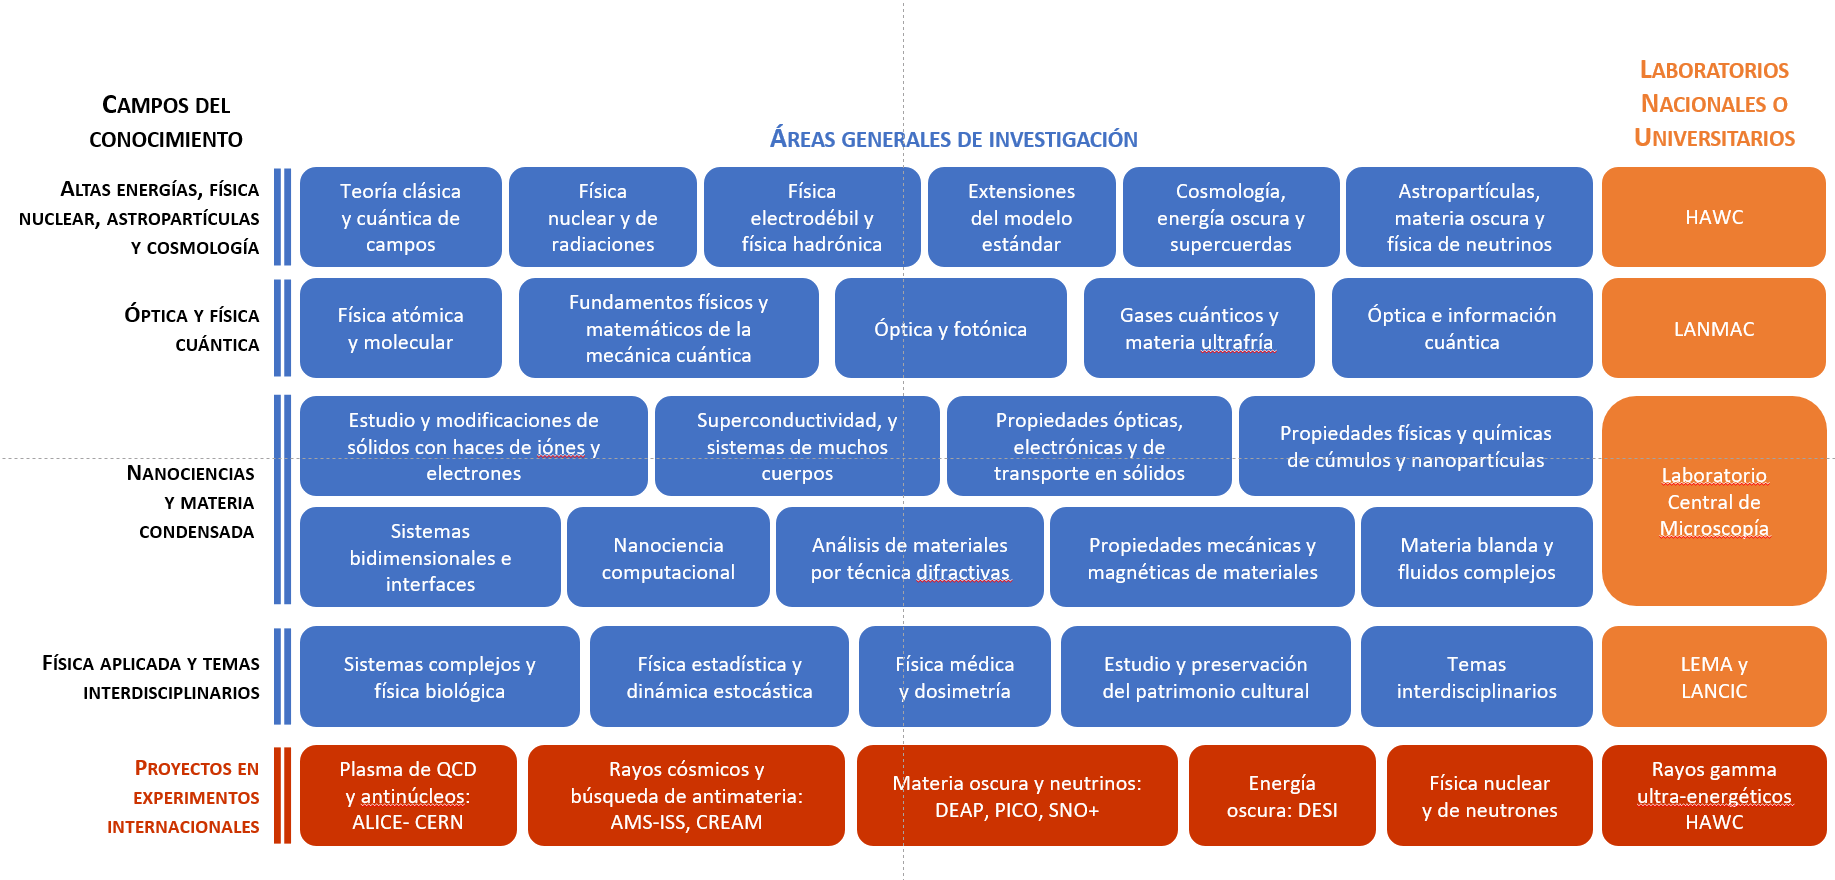 CAMPOS DEL
CONOCIMIENTO
ÁREAS GENERALES DE INVESTIGACIÓN
LABORATORIOS
NACIONALES O
UNIVERSITARIOS
ALTAS ENERGÍAS, FÍSICA
NUCLEAR, ASTROPARTÍCULAS
Y COSMOLOGÍA
Teoría clásica
y cuántica de
campos
Física
nuclear y de
radiaciones
Física
electrodébil y
física hadrónica
Extensiones
del modelo
estándar
Cosmología,
energía oscura y
supercuerdas
Astropartículas,
materia oscura y
física de neutrinos
HAWC
ÓPTICA Y FÍSICA
CUÁNTICA
Física atómica
y molecular
Fundamentos físicos y
matemáticos de la
mecánica cuántica
Óptica y fotónica
Gases cuánticos y
materia ultrafría
Óptica e información
cuántica
LANMAC
NANOCIENCIAS
Y MATERIA
CONDENSADA
Estudio y modificaciones de
sólidos con haces de iónes y
electrones
Superconductividad, y
sistemas de muchos
cuerpos
Propiedades ópticas,
electrónicas y de
transporte en sólidos
Propiedades físicas y químicas
de cúmulos y nanopartículas
Sistemas
bidimensionales e
interfaces
Nanociencia
computacional
Análisis de materiales
por técnica difractivas
Propiedades mecánicas y
magnéticas de materiales
Materia blanda y
fluidos complejos
Laboratorio
Central de
Microscopía
FÍSICA APLICADA Y TEMAS
INTERDISCIPLINARIOS
Sistemas complejos y
física biológica
Física estadística y
dinámica estocástica
Física médica
y dosimetría
Estudio y preservación
del patrimonio cultural
Temas
interdisciplinarios
LEMA y
LANCIC
PROYECTOS EN
EXPERIMENTOS
INTERNACIONALES
Plasma de QCD
y antinúcleos:
ALICE- CERN
Rayos cósmicos y
búsqueda de antimateria:
AMS-ISS, CREAM
Materia oscura y neutrinos:
DEAP, PICO, SNO+
Energía
oscura: DESI
Física nuclear
y de neutrones
Rayos gamma
ultra-energéticos
HAWC